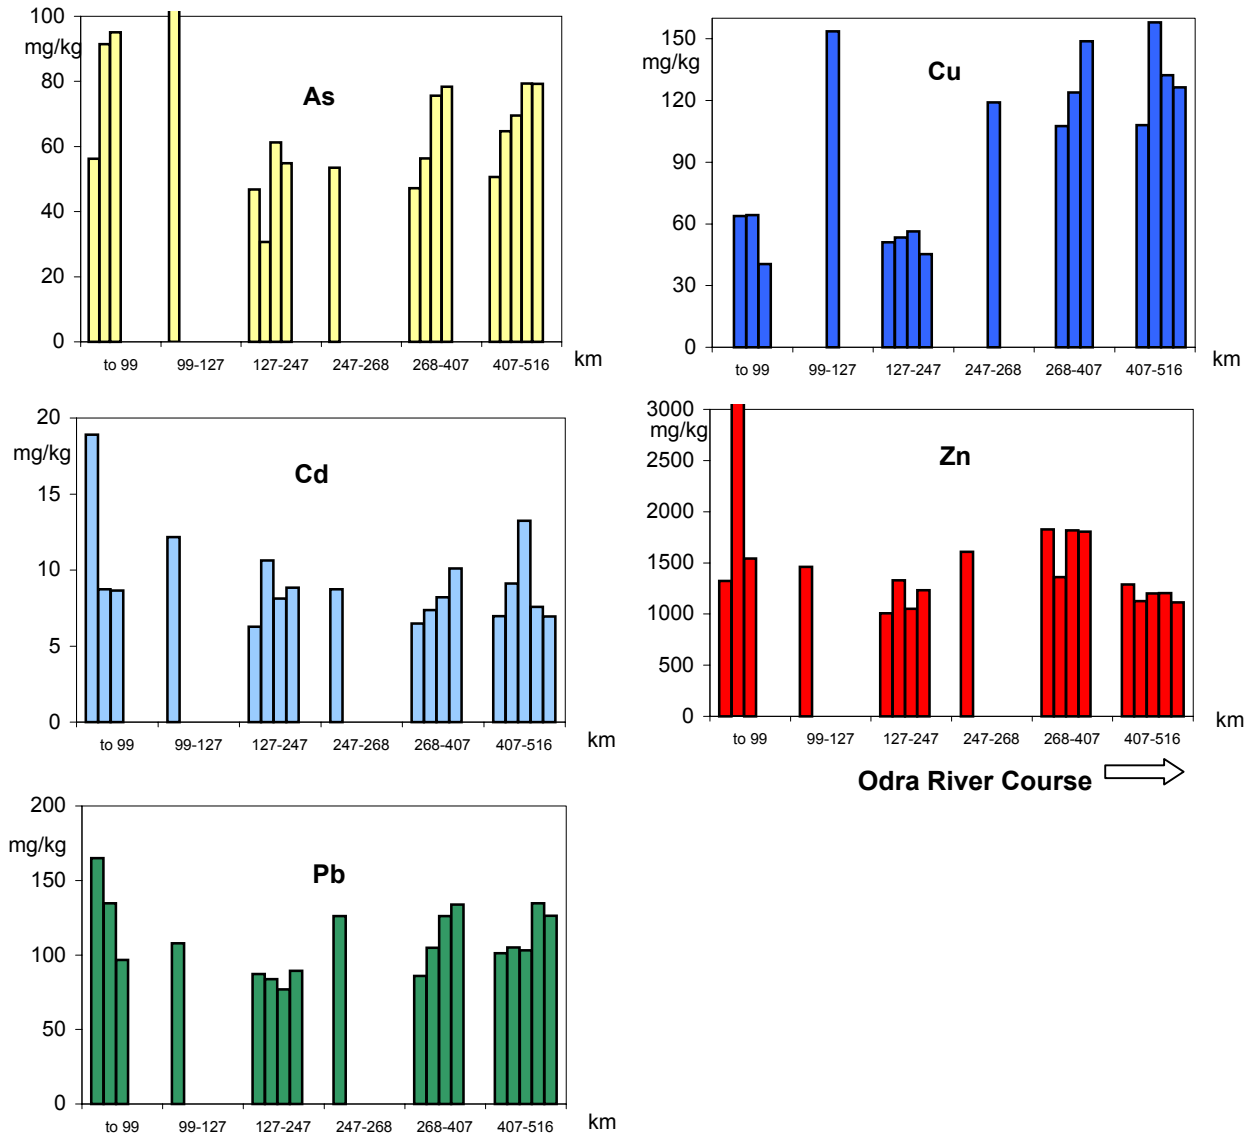 100
mg/kg
80
60
40
20
0
As
to 99 99-127 127-247 247-268 268-407 407-516 km
150
mg/kg
120
90
60
30
0
Cu
to 99 99-127 127-247 247-268 268-407 407-516 km
20
mg/kg
15
10
5
0
Cd
to 99 99-127 127-247 247-268 268-407 407-516 km
3000
mg/kg
2500
2000
1500
1000
500
0
Zn
to 99 99-127 127-247 247-268 268-407 407-516 km
Odra River Course
200
mg/kg
150
100
50
0
Pb
to 99 99-127 127-247 247-268 268-407 407-516 km